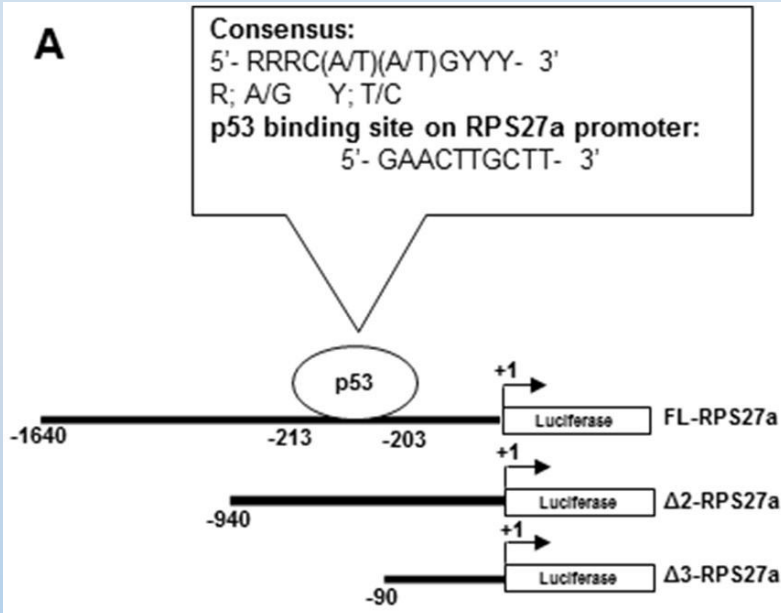 A
Consensus:
5'- RRRC(A/T)(A/T)GYYY- 3'
R; A/G Y; T/C
p53 binding site on RPS27a promoter:
5'- GAACTTGCTT- 3'
p53
+1
Luciferase
FL-RPS27a
-1640
-213
-203
+1
Luciferase
Δ2-RPS27a
-940
+1
Luciferase
Δ3-RPS27a
-90